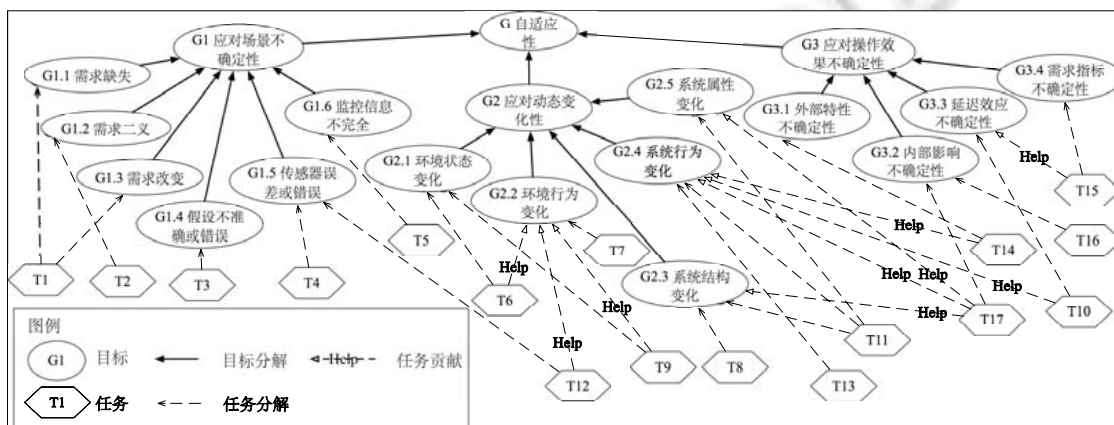 G 自适应
性
G1 应对场景不
确定性
G3 应对操作效
果不确定性
G1.1 需求缺失
G3.4 需求指标
不确定性
G2.5 系统属性
变化
G1.6 监控信息
不完全
G2 应对动态变
化性
G3.1 外部特性
不确定性
G3.3 延迟效应
不确定性
G1.2 需求二义
G2.1 环境状态
变化
G2.4 系统行为
变化
G3.2 内部影响
不确定性
G1.3 需求改变
G1.5 传感器误
差或错误
G2.2 环境行为
变化
Help
T15
G1.4 假设不准
确或错误
T5
T7
T14
T16
Help
T1
T2
T3
T4
T6
Help
G2.3 系统结构
变化
Help
Help
Help
Help
Help
Help
T17
T10
T11
Help
T12
T9
T8
T13
图例
G1
目标
目标分解
Help
任务贡献
T1
任务
任务分解